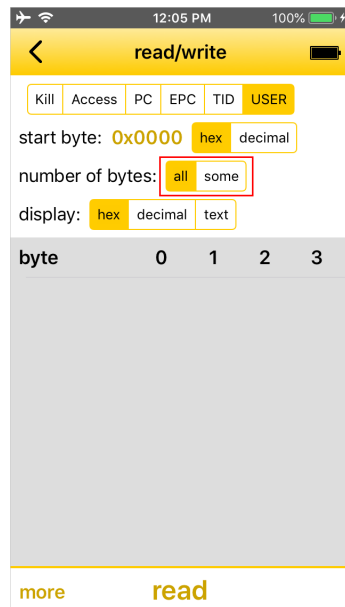 12:05 PM 100%
read/write
Kill Access PC EPC TID USER
start byte: 0x0000 hex decimal
number of bytes: all some
display: hex decimal text
byte 0 1 2 3
more read